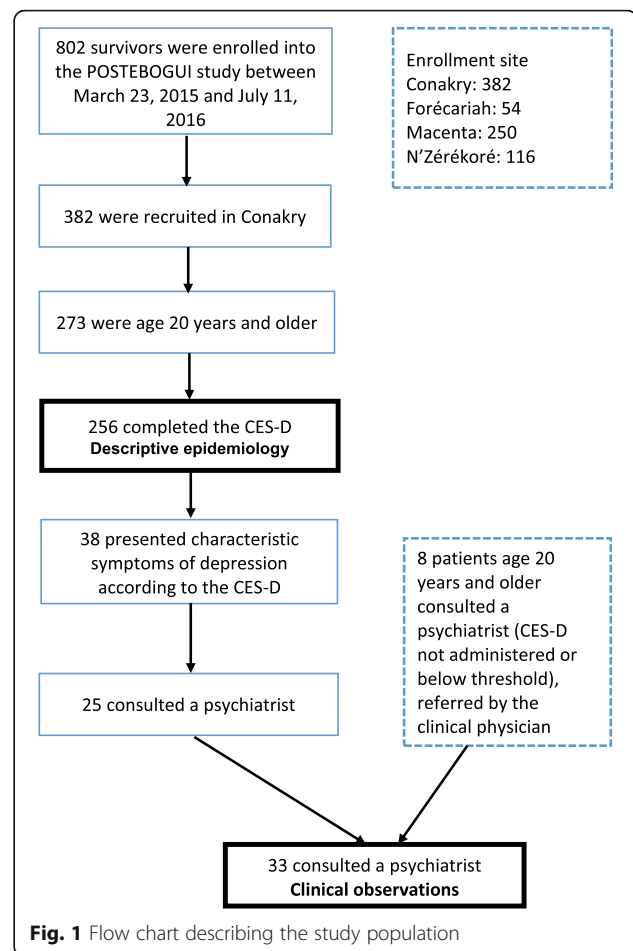 802 survivors were enrolled into
the POSTEBOGUI study between
March 23, 2015 and July 11,
2016
Enrollment site
Conakry: 382
Forécariah: 54
Macenta: 250
N’Zérékoré: 116
382 were recruited in Conakry
273 were age 20 years and older
256 completed the CES-D
Descriptive epidemiology
38 presented characteristic
symptoms of depression
according to the CES-D
8 patients age 20
years and older
consulted a
psychiatrist (CES-D
not administered or
below threshold),
referred by the
clinical physician
25 consulted a psychiatrist
33 consulted a psychiatrist
Clinical observations
Fig. 1 Flow chart describing the study population